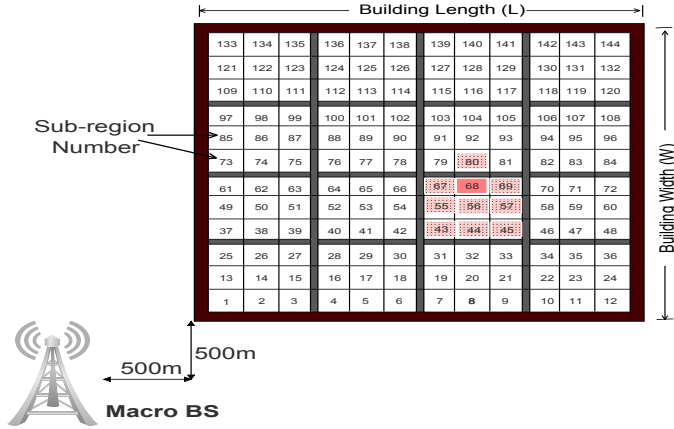 Building Length (L)
133 134 135 136 137 138 139 140 141 142 143 144
121 122 123 124 125 126 127 128 129 130 131 132
109 110 111 112 113 114 115 116 117 118 119 120
97 98 99 100 101 102 103 104 105 106 107 108
85 86 87 88 89 90 91 92 93 94 95 96
73 74 75 76 77 78 79 80 81 82 83 84
61 62 63 64 65 66 67 68 69 70 71 72
49 50 51 52 53 54 55 56 57 58 59 60
37 38 39 40 41 42 43 44 45 46 47 48
25 26 27 28 29 30 31 32 33 34 35 36
13 14 15 16 17 18 19 20 21 22 23 24
1 2 3 4 5 6 7 8 9 10 11 12
Sub-region
Number
Building Width (W)
500m
500m
Macro BS